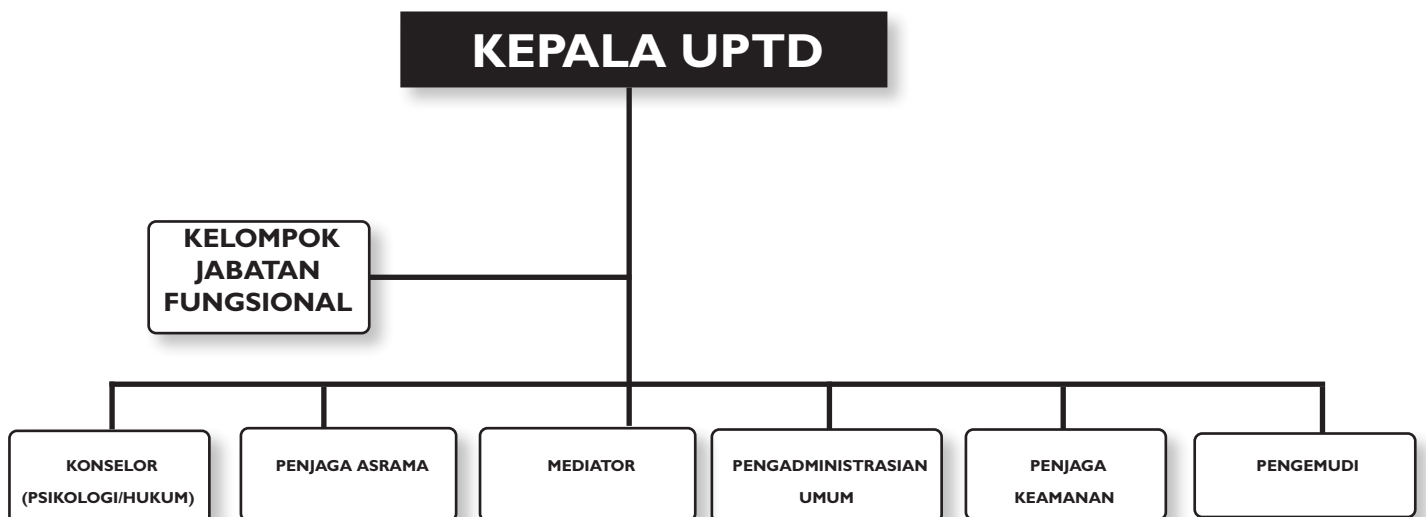 KEPALA UPTD
KELOMPOK
JABATAN
FUNGSIONAL
KONSELOR
(PSIKOLOGI/HUKUM)
PENJAGA ASRAMA
MEDIATOR
PENGADMINISTRASIAN
UMUM
PENJAGA
KEAMANAN
PENGEMUDI